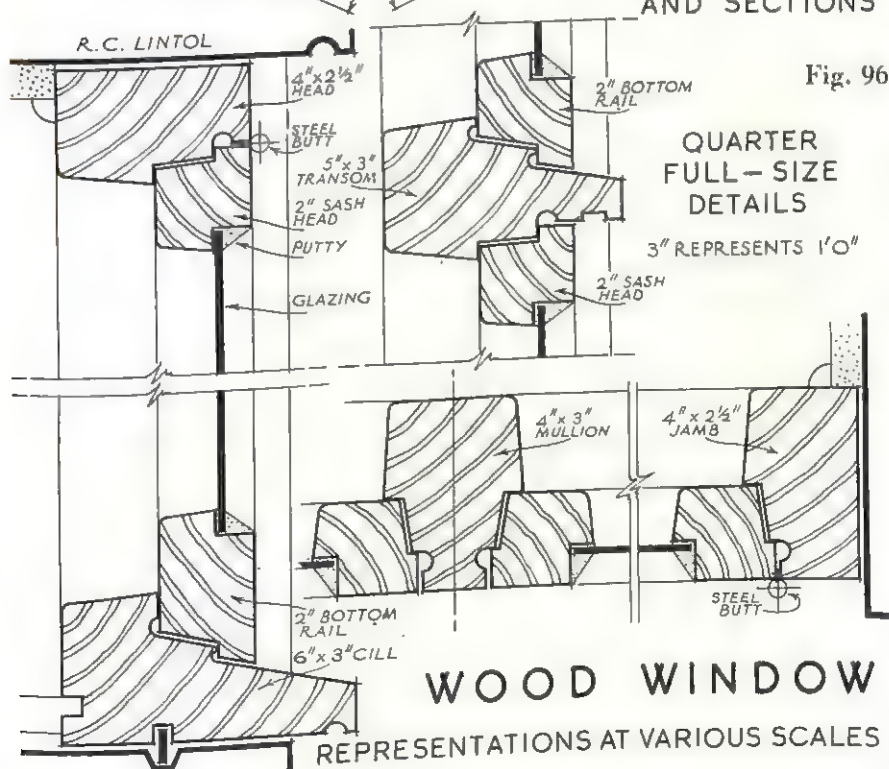 AND SECTIONS
R.C. LINTOL
4" x 2½"
HEAD
2" BOTTOM
RAIL
Fig. 96
STEEL
BUTT
5" x 3"
TRANSOM
QUARTER
FULL-SIZE
DETAILS
2" SASH
HEAD
PUTTY
3" REPRESENTS 1'0"
GLAZING
2" SASH
HEAD
4" x 3"
MULLION
4" x 2½"
JAMB
STEEL
BUTT
2" BOTTOM
RAIL
6" x 3" CILL
WOOD WINDOW
REPRESENTATIONS AT VARIOUS SCALES